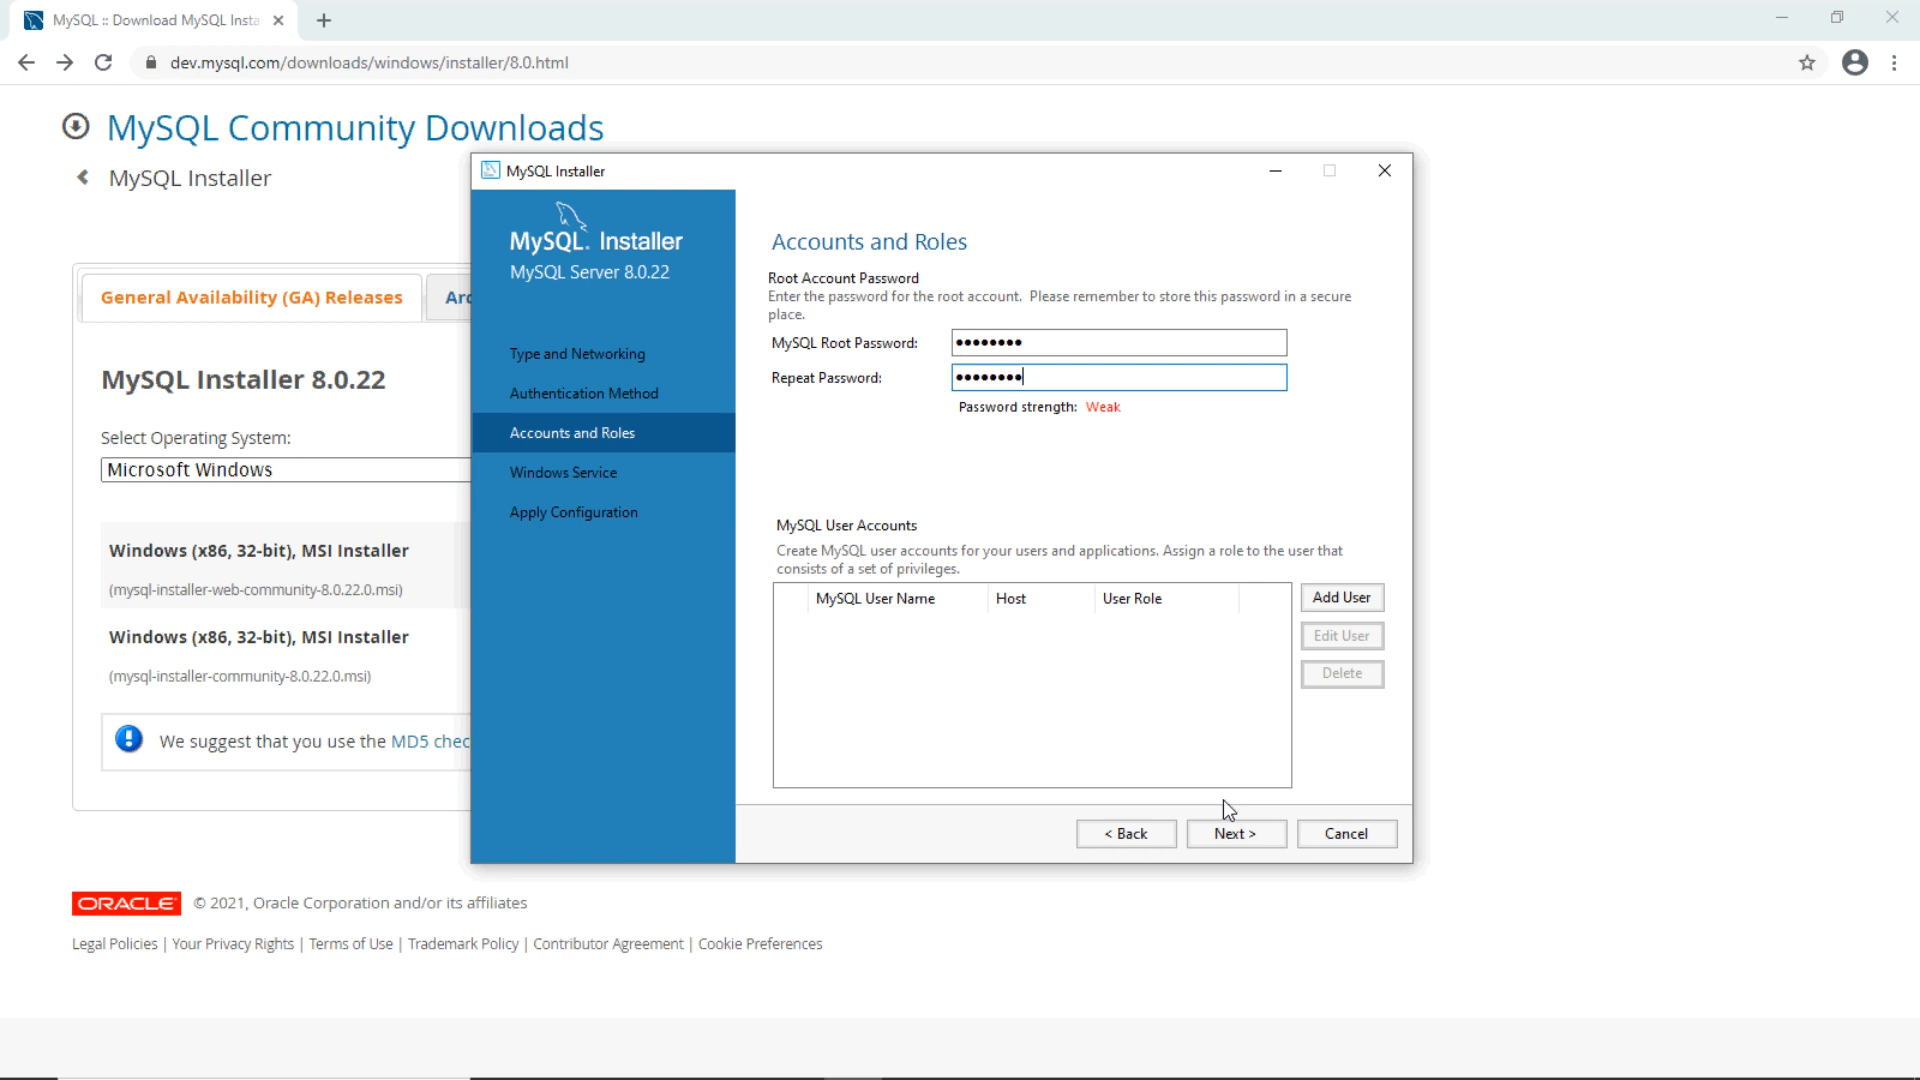 MySQL :: Download MySQL Insta
dev.mysql.com/downloads/windows/installer/8.0.html
MySQL Community Downloads
MySQL Installer
General Availability (GA) Releases
Arc
MySQL Installer 8.0.22
Select Operating System:
Microsoft Windows
Windows (x86, 32-bit), MSI Installer
(mysql-installer-web-community-8.0.22.0.msi)
Windows (x86, 32-bit), MSI Installer
(mysql-installer-community-8.0.22.0.msi)
We suggest that you use the MD5 chec
MySQL Installer
MySQL. Installer
MySQL Server 8.0.22
Type and Networking
Authentication Method
Accounts and Roles
Windows Service
Apply Configuration
Accounts and Roles
Root Account Password
Enter the password for the root account. Please remember to store this password in a secure
place.
MySQL Root Password: ••••••••
Repeat Password: ••••••••
Password strength: Weak
MySQL User Accounts
Create MySQL user accounts for your users and applications. Assign a role to the user that
consists of a set of privileges.
MySQL User Name Host User Role
Add User
Edit User
Delete
< Back Next > Cancel
ORACLE © 2021, Oracle Corporation and/or its affiliates
Legal Policies | Your Privacy Rights | Terms of Use | Trademark Policy | Contributor Agreement | Cookie Preferences